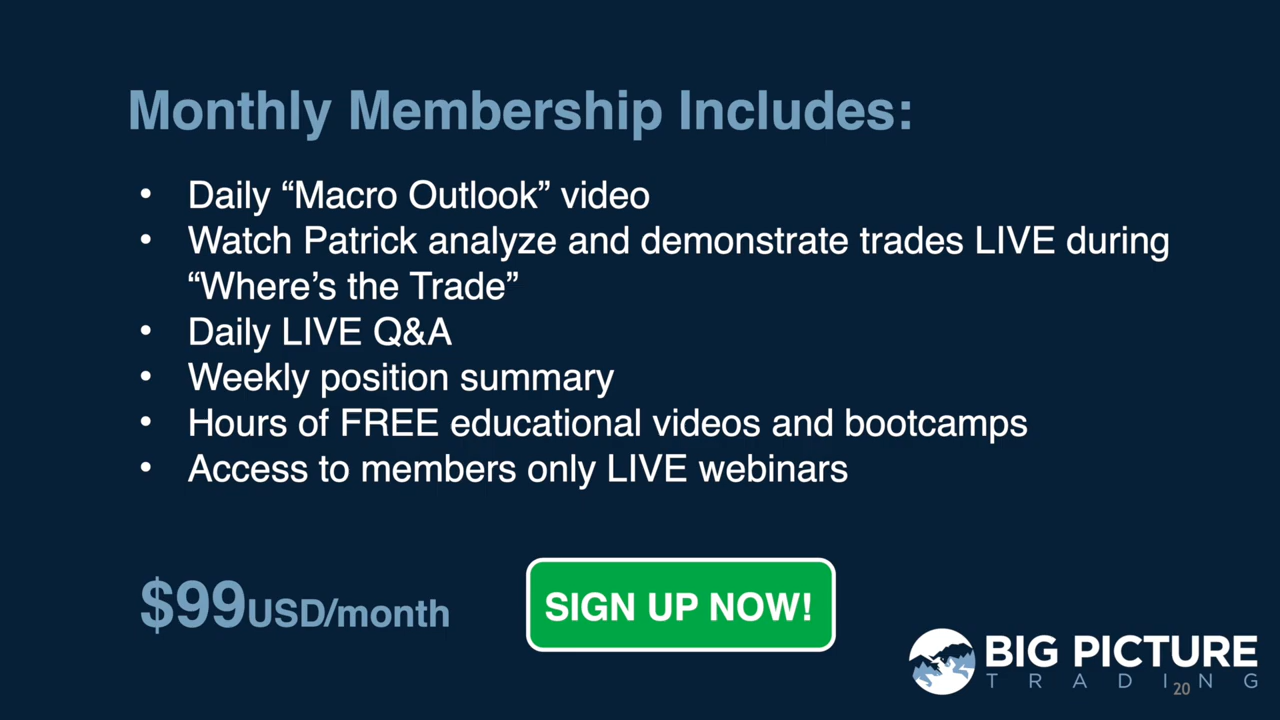 Monthly Membership Includes:
• Daily “Macro Outlook” video
• Watch Patrick analyze and demonstrate trades LIVE during
“Where’s the Trade”
• Daily LIVE Q&A
• Weekly position summary
• Hours of FREE educational videos and bootcamps
• Access to members only LIVE webinars
$99USD/month
SIGN UP NOW!
BIG PICTURE
TRADING
20